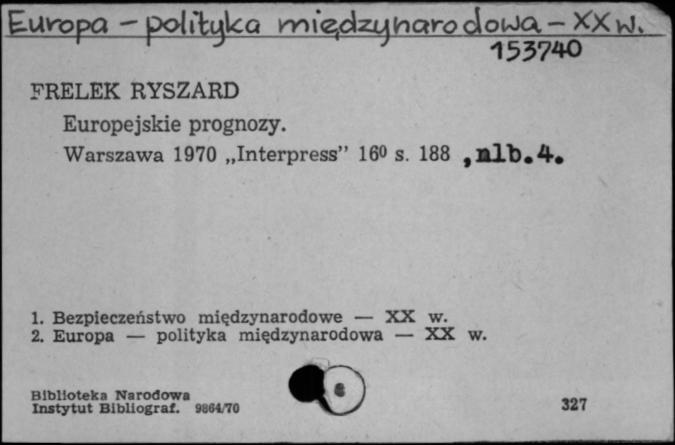 Europa – polityka międzynarodowa – XX w.
153740
FRELEK RYSZARD
Europejskie prognozy.
Warszawa 1970 „Interpress” 16⁰ s. 188 , nlb. 4.
1. Bezpieczeństwo międzynarodowe — XX w.
2. Europa — polityka międzynarodowa — XX w.
Biblioteka Narodowa
Instytut Bibliograf. 9864/70
327